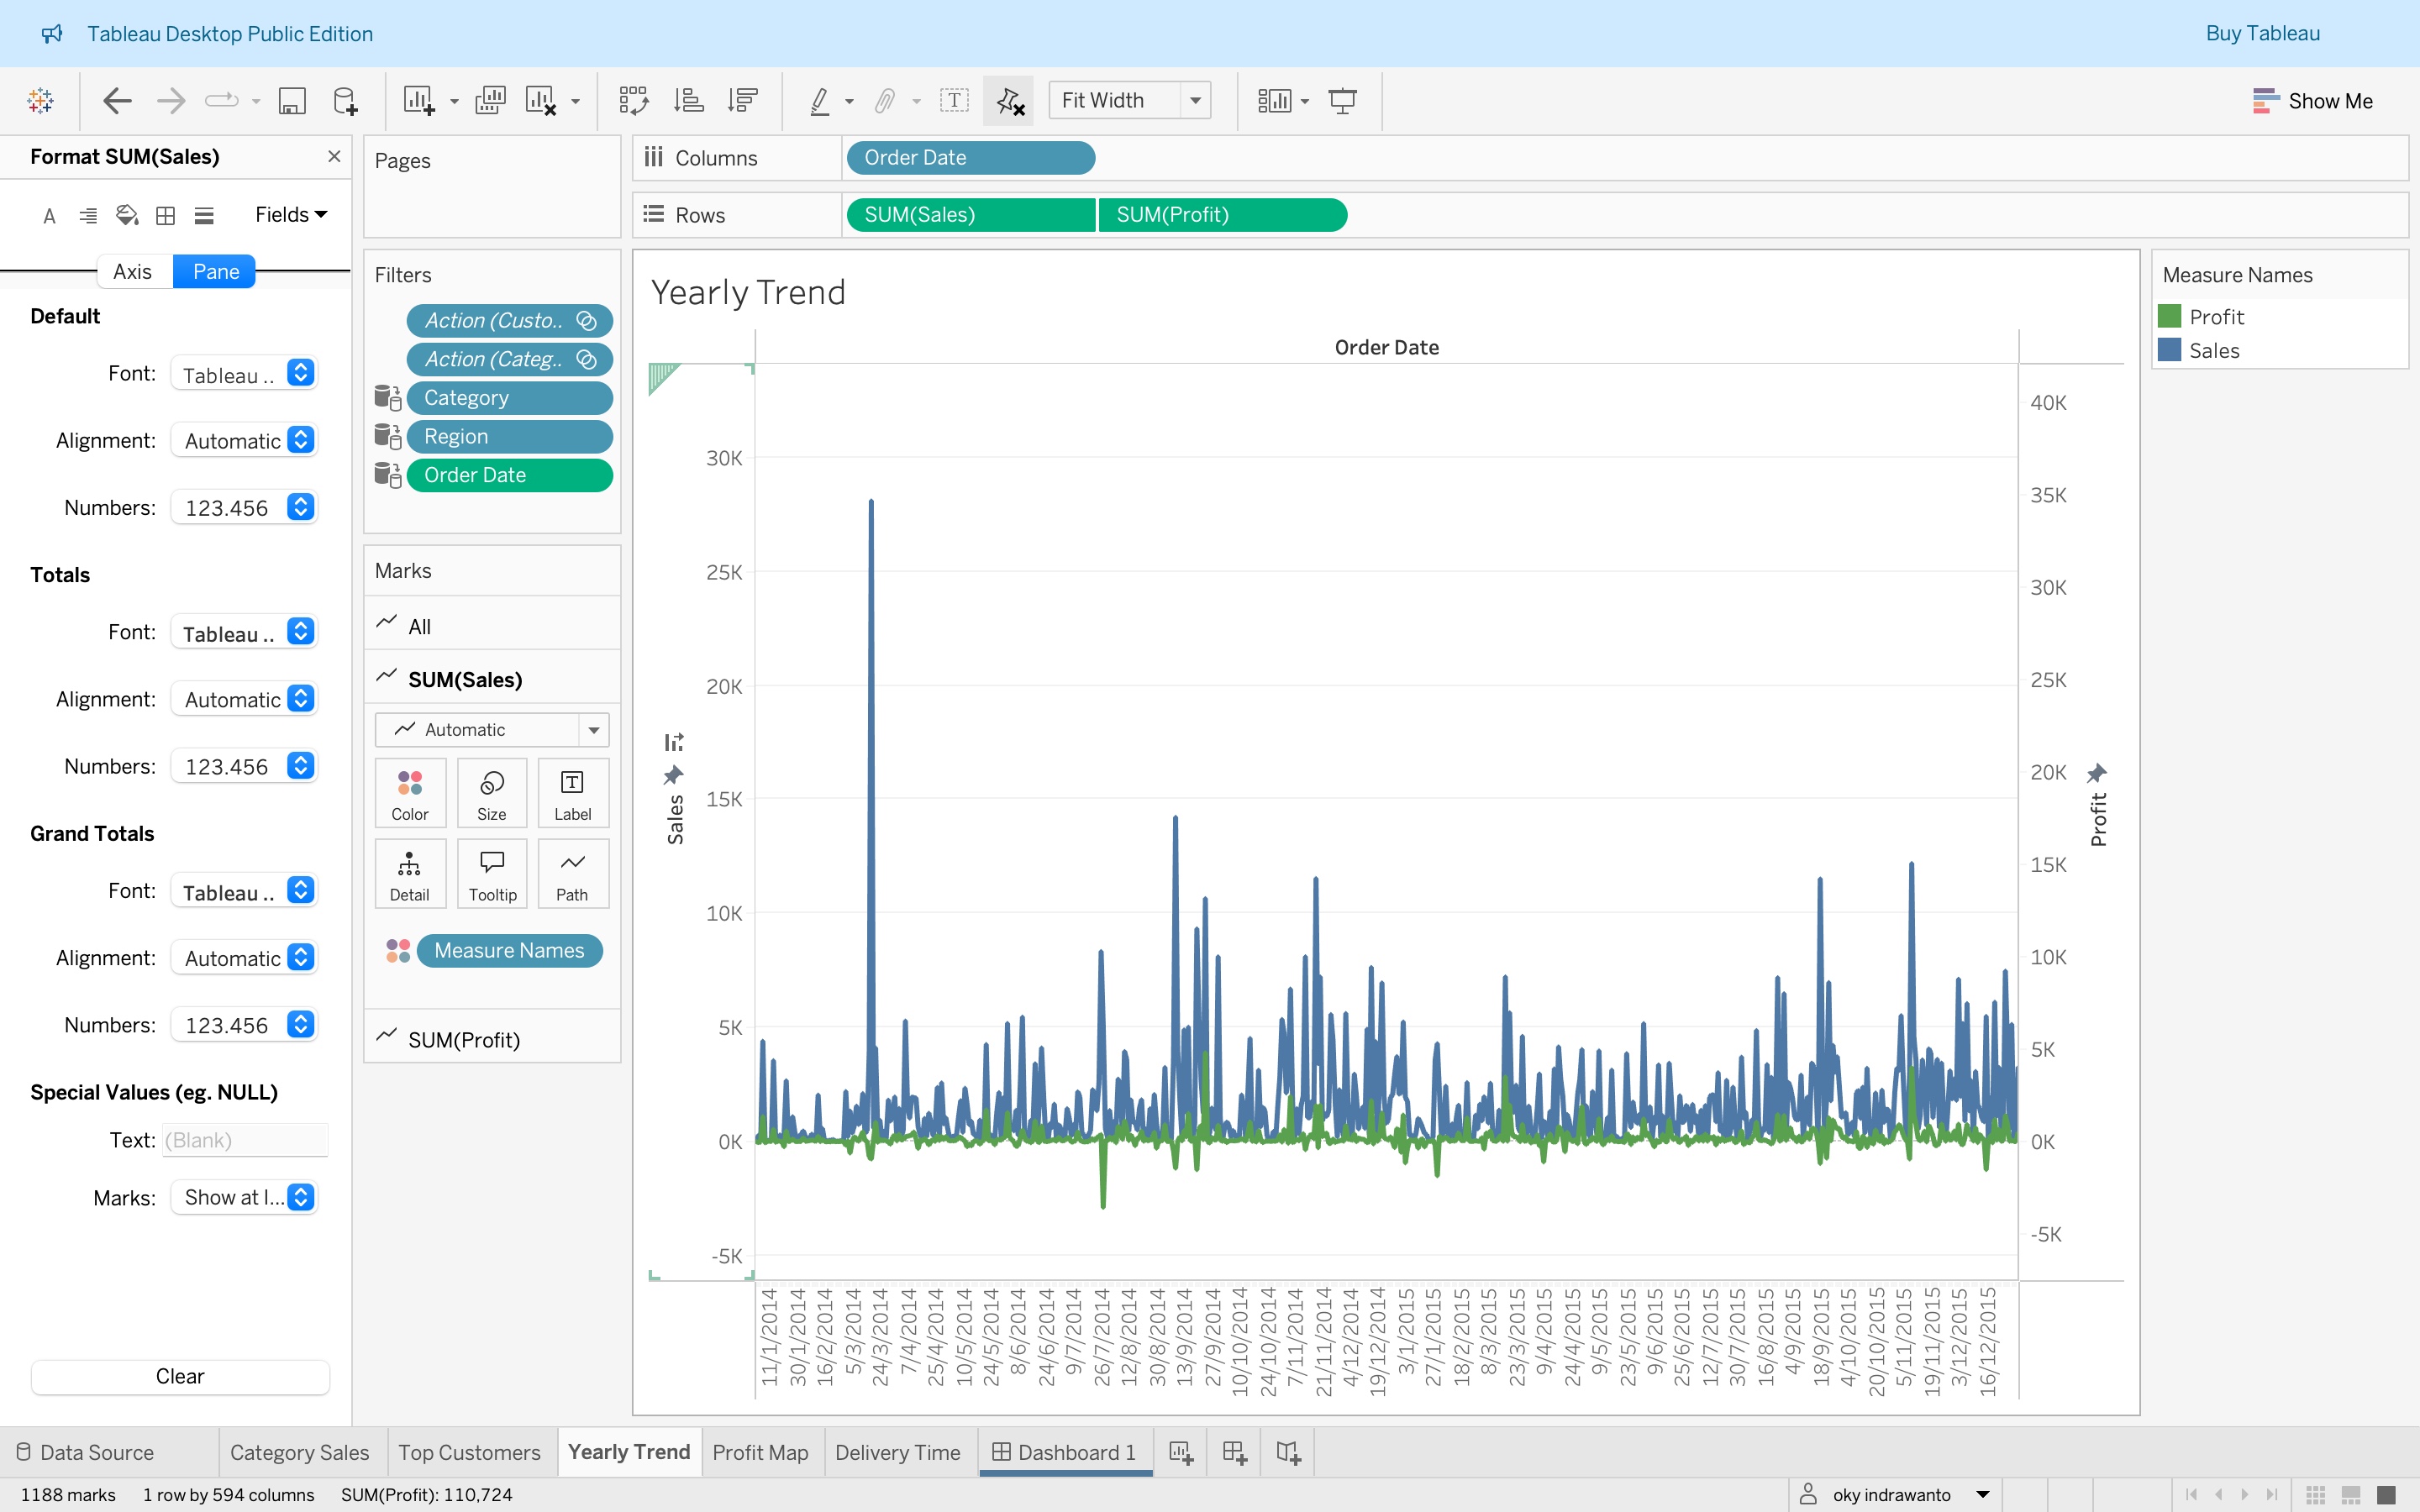 Tableau Desktop Public Edition
Buy Tableau
Fit Width
Show Me
Format SUM(Sales)
Fields
Axis
Pane
Default
Font: Tableau ..
Alignment: Automatic
Numbers: 123.456
Totals
Font: Tableau ..
Alignment: Automatic
Numbers: 123.456
Grand Totals
Font: Tableau ..
Alignment: Automatic
Numbers: 123.456
Special Values (eg. NULL)
Text: (Blank)
Marks: Show at l...
Clear
Pages
Filters
Action (Custo..
Action (Categ..
Category
Region
Order Date
Marks
All
SUM(Sales)
Automatic
Color
Size
Label
Detail
Tooltip
Path
Measure Names
SUM(Profit)
Columns
Order Date
Rows
SUM(Sales)
SUM(Profit)
Yearly Trend
Order Date
30K
25K
20K
15K
10K
5K
0K
-5K
Sales
40K
35K
30K
25K
20K
15K
10K
5K
0K
-5K
Profit
11/1/2014
30/1/2014
16/2/2014
5/3/2014
24/3/2014
7/4/2014
25/4/2014
10/5/2014
24/5/2014
8/6/2014
24/6/2014
9/7/2014
26/7/2014
12/8/2014
30/8/2014
13/9/2014
27/9/2014
10/10/2014
24/10/2014
7/11/2014
21/11/2014
4/12/2014
19/12/2014
3/1/2015
27/1/2015
18/2/2015
8/3/2015
23/3/2015
9/4/2015
24/4/2015
9/5/2015
23/5/2015
9/6/2015
25/6/2015
12/7/2015
30/7/2015
16/8/2015
4/9/2015
18/9/2015
4/10/2015
20/10/2015
5/11/2015
19/11/2015
3/12/2015
16/12/2015
Measure Names
Profit
Sales
Data Source
Category Sales
Top Customers
Yearly Trend
Profit Map
Delivery Time
Dashboard 1
1188 marks
1 row by 594 columns
SUM(Profit): 110,724
oky indrawanto